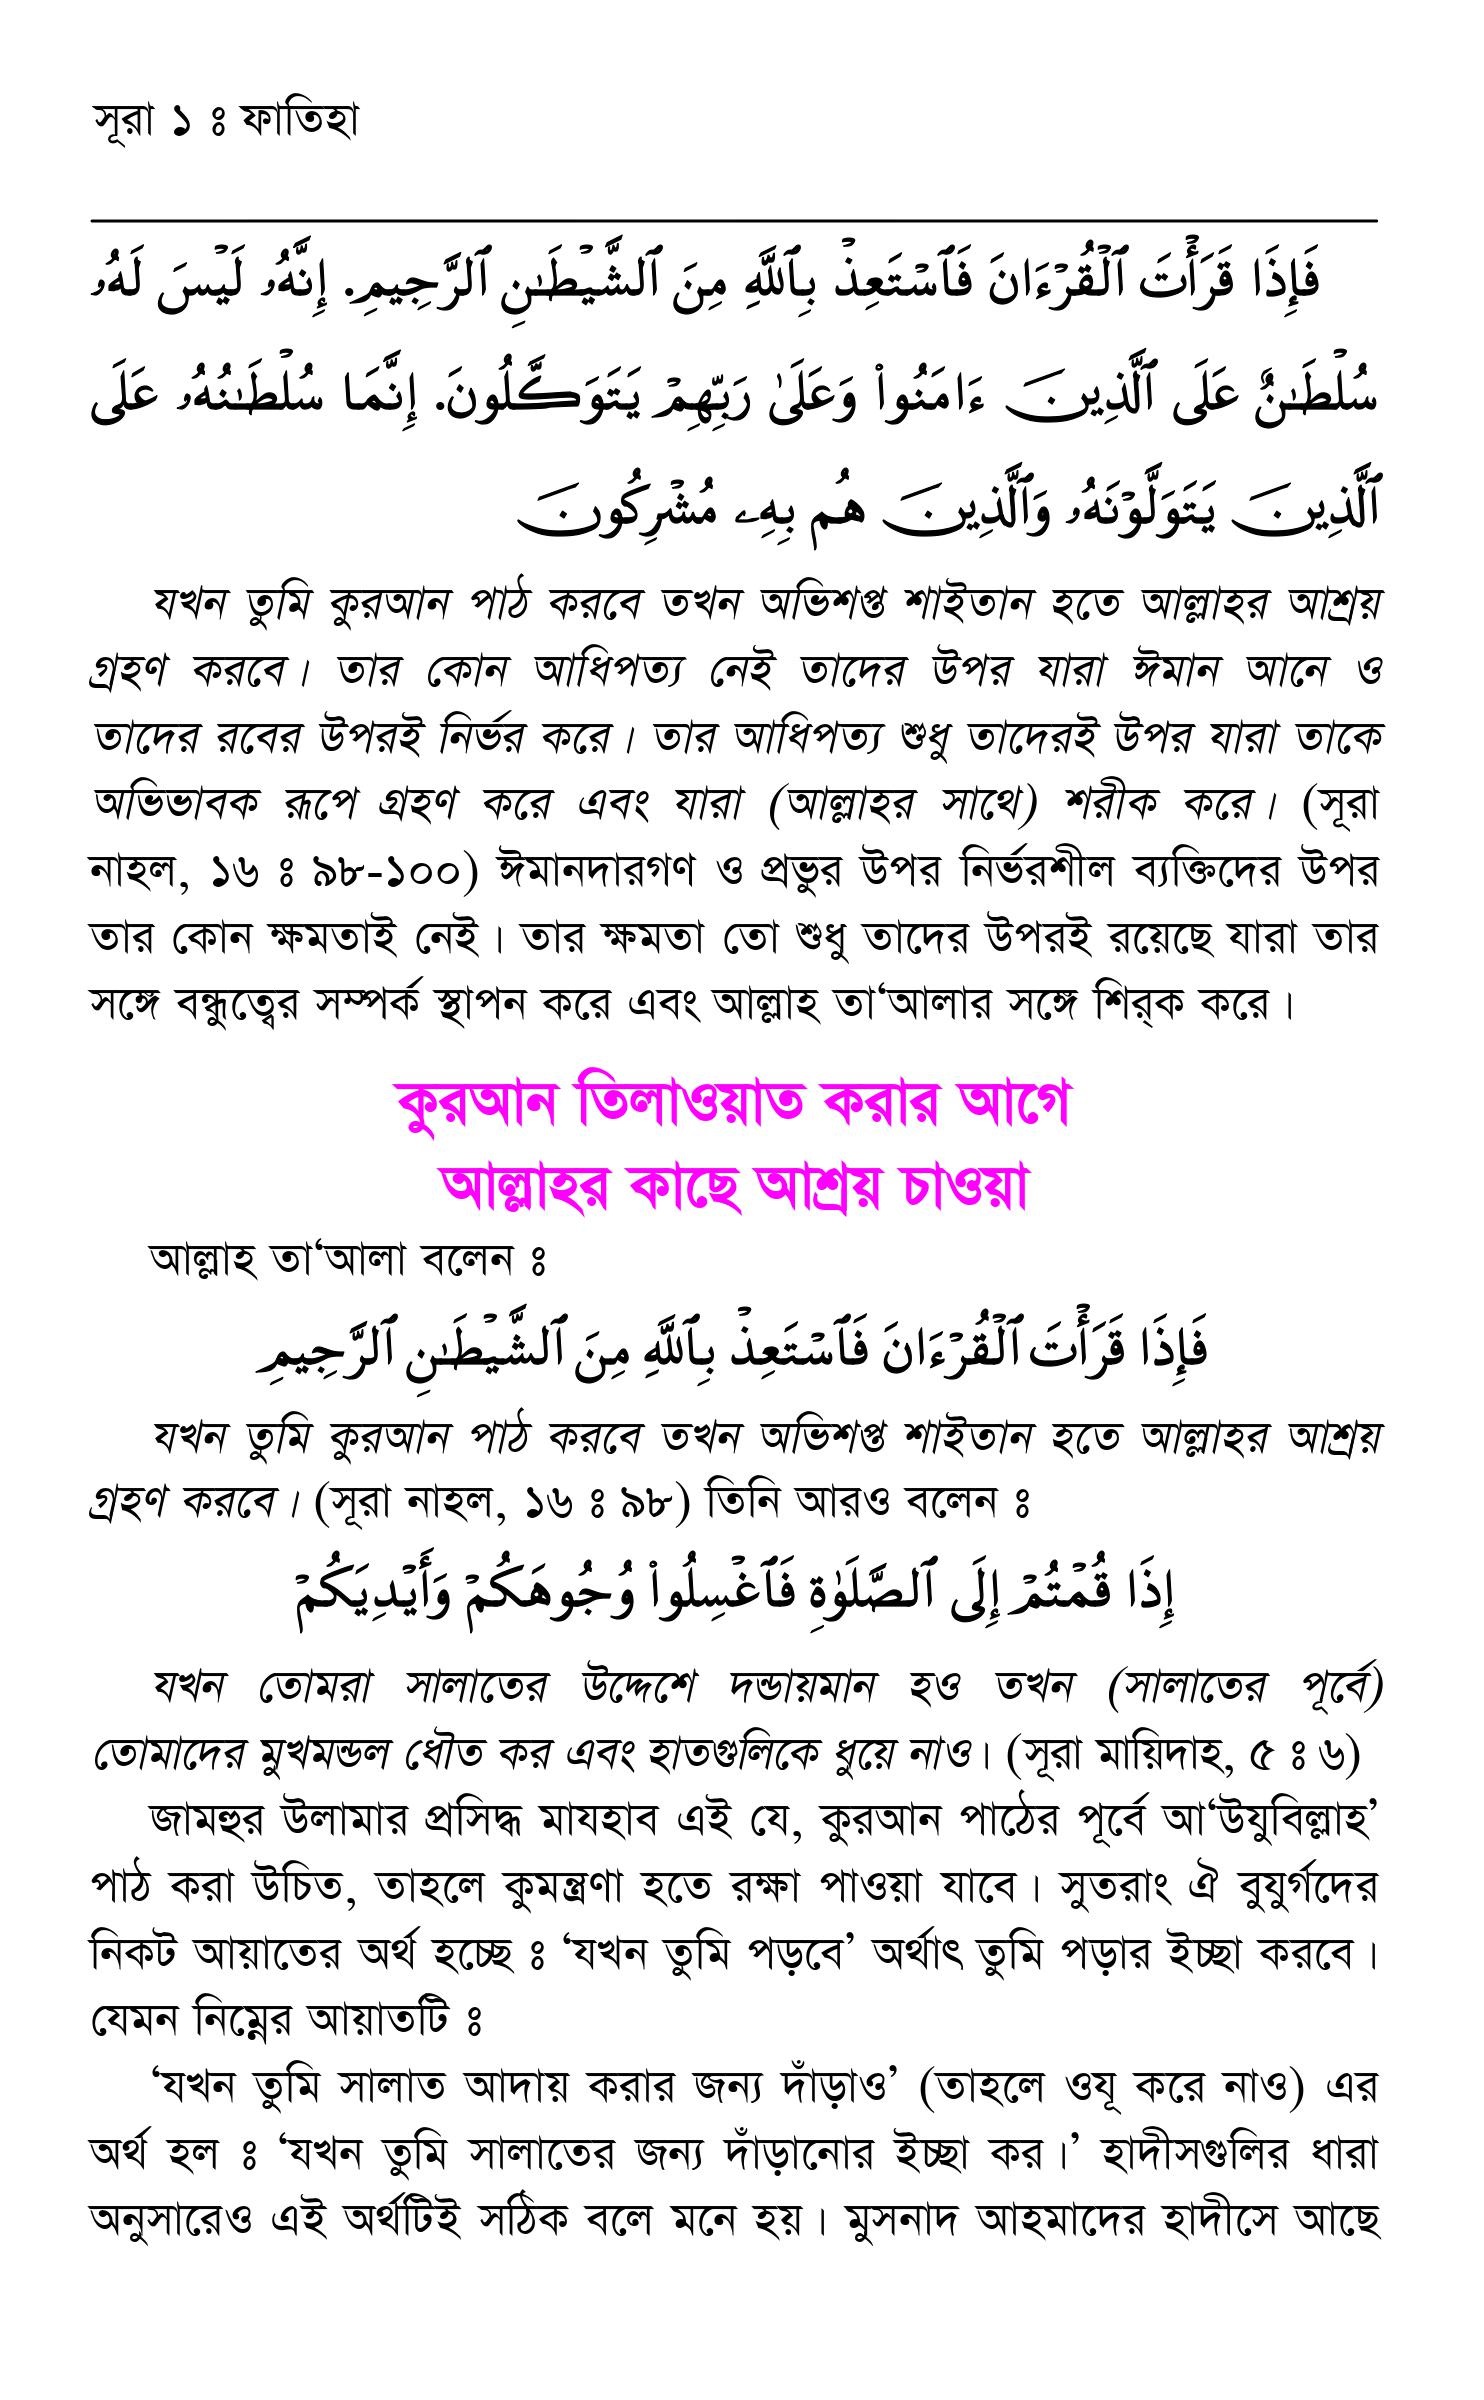 সূরা ১ ঃ ফাতিহা
فَإِذَا قَرَأْتَ ٱلْقُرْءَانَ فَٱسْتَعِذْ بِٱللَّهِ مِنَ ٱلشَّيْطَـٰنِ ٱلرَّجِيمِ. إِنَّهُۥ لَيْسَ لَهُۥ
سُلْطَـٰنٌ عَلَى ٱلَّذِينَ ءَامَنُوا۟ وَعَلَىٰ رَبِّهِمْ يَتَوَكَّلُونَ. إِنَّمَا سُلْطَـٰنُهُۥ عَلَى
ٱلَّذِينَ يَتَوَلَّوْنَهُۥ وَٱلَّذِينَ هُم بِهِۦ مُشْرِكُونَ
যখন তুমি কুরআন পাঠ করবে তখন অভিশপ্ত শাইতান হতে আল্লাহর আশ্রয়
গ্রহণ করবে। তার কোন আধিপত্য নেই তাদের উপর যারা ঈমান আনে ও
তাদের রবের উপরই নির্ভর করে। তার আধিপত্য শুধু তাদেরই উপর যারা তাকে
অভিভাবক রূপে গ্রহণ করে এবং যারা (আল্লাহর সাথে) শরীক করে। (সূরা
নাহল, ১৬ ঃ ৯৮-১০০) ঈমানদারগণ ও প্রভুর উপর নির্ভরশীল ব্যক্তিদের উপর
তার কোন ক্ষমতাই নেই। তার ক্ষমতা তো শুধু তাদের উপরই রয়েছে যারা তার
সঙ্গে বন্ধুত্বের সম্পর্ক স্থাপন করে এবং আল্লাহ তা‘আলার সঙ্গে শির্‌ক করে।
কুরআন তিলাওয়াত করার আগে
আল্লাহর কাছে আশ্রয় চাওয়া
আল্লাহ তা‘আলা বলেন ঃ
فَإِذَا قَرَأْتَ ٱلْقُرْءَانَ فَٱسْتَعِذْ بِٱللَّهِ مِنَ ٱلشَّيْطَـٰنِ ٱلرَّجِيمِ
যখন তুমি কুরআন পাঠ করবে তখন অভিশপ্ত শাইতান হতে আল্লাহর আশ্রয়
গ্রহণ করবে। (সূরা নাহল, ১৬ ঃ ৯৮) তিনি আরও বলেন ঃ
إِذَا قُمْتُمْ إِلَى ٱلصَّلَوٰةِ فَٱغْسِلُوا۟ وُجُوهَكُمْ وَأَيْدِيَكُمْ
যখন তোমরা সালাতের উদ্দেশে দন্ডায়মান হও তখন (সালাতের পূর্বে)
তোমাদের মুখমন্ডল ধৌত কর এবং হাতগুলিকে ধুয়ে নাও। (সূরা মায়িদাহ, ৫ ঃ ৬)
জামহুর উলামার প্রসিদ্ধ মাযহাব এই যে, কুরআন পাঠের পূর্বে আ‘উযুবিল্লাহ’
পাঠ করা উচিত, তাহলে কুমন্ত্রণা হতে রক্ষা পাওয়া যাবে। সুতরাং ঐ বুযুর্গদের
নিকট আয়াতের অর্থ হচ্ছে ঃ ‘যখন তুমি পড়বে’ অর্থাৎ তুমি পড়ার ইচ্ছা করবে।
যেমন নিম্নের আয়াতটি ঃ
‘যখন তুমি সালাত আদায় করার জন্য দাঁড়াও’ (তাহলে ওযূ করে নাও) এর
অর্থ হল ঃ ‘যখন তুমি সালাতের জন্য দাঁড়ানোর ইচ্ছা কর।’ হাদীসগুলির ধারা
অনুসারেও এই অর্থটিই সঠিক বলে মনে হয়। মুসনাদ আহমাদের হাদীসে আছে